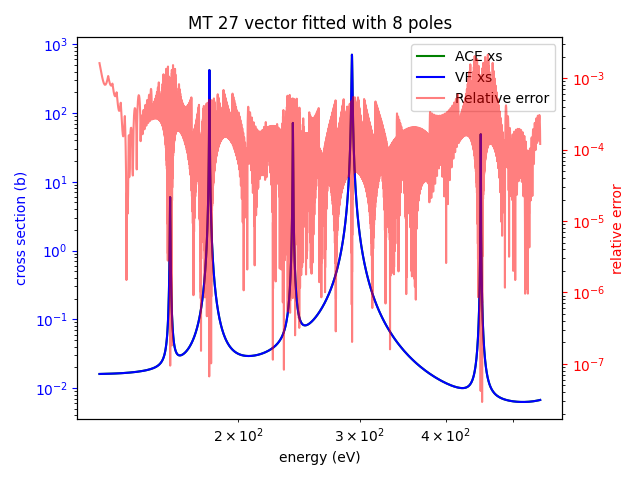 MT 27 vector fitted with 8 poles
ACE xs
VF xs
Relative error
cross section (b)
10³
10²
10¹
10⁰
10⁻¹
10⁻²
relative error
10⁻³
10⁻⁴
10⁻⁵
10⁻⁶
10⁻⁷
2 × 10²
3 × 10²
4 × 10²
energy (eV)